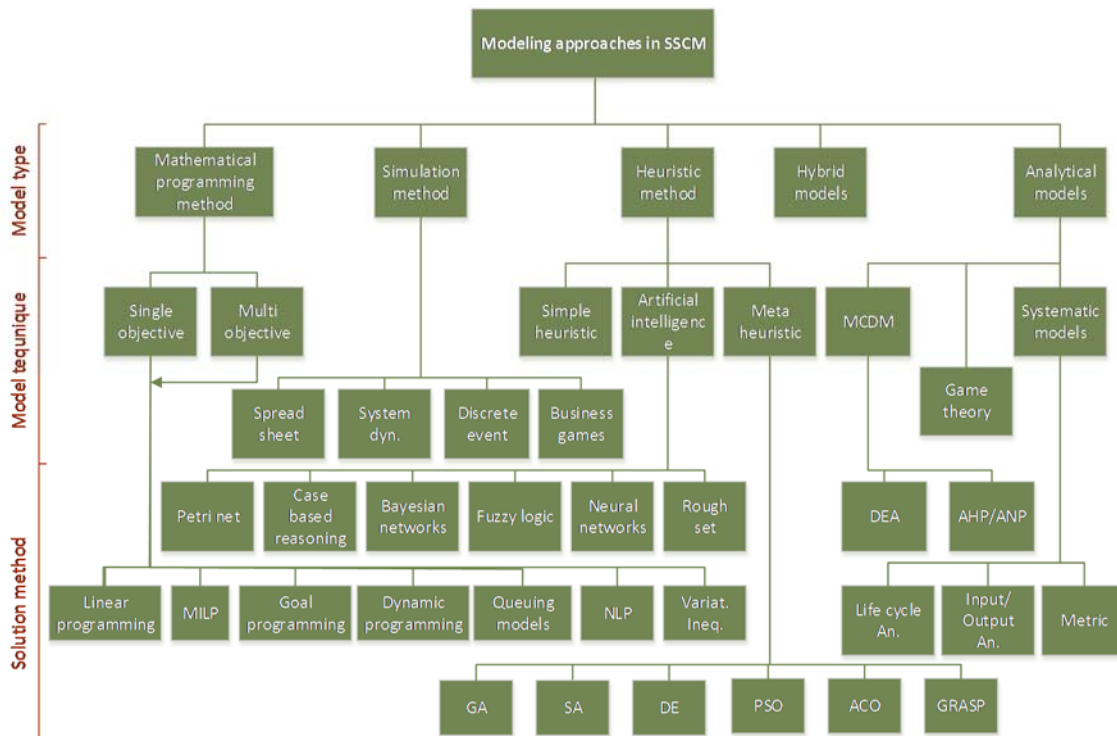 Modeling approaches in SSCM
Model type
Mathematical
programming
method
Simulation
method
Heuristic
method
Hybrid
models
Analytical
models
Model tequnique
Single
objective
Multi
objective
Simple
heuristic
Artificial
intelligenc
e
Meta
heuristic
MCDM
Systematic
models
Game
theory
Spread
sheet
System
dyn.
Discrete
event
Business
games
Solution method
Petri net
Case
based
reasoning
Bayesian
networks
Fuzzy logic
Neural
networks
Rough
set
DEA
AHP/ANP
Linear
programming
MILP
Goal
programming
Dynamic
programming
Queuing
models
NLP
Variat.
Ineq.
Life cycle
An.
Input/
Output
An.
Metric
GA
SA
DE
PSO
ACO
GRASP